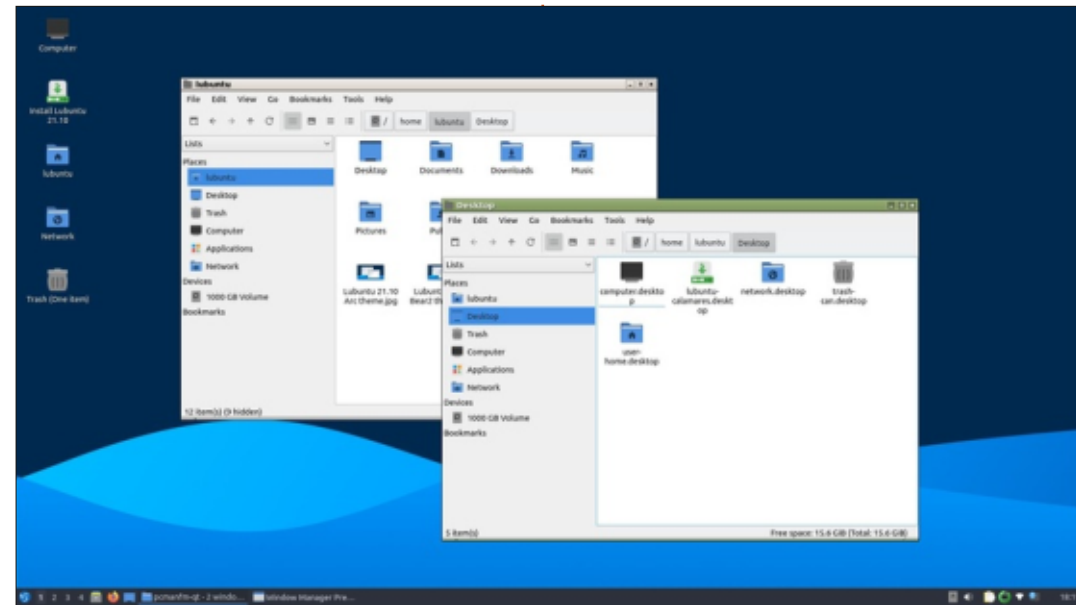 Computer
Install Lubuntu
21.10
lubuntu
Network
Trash (One item)
lubuntu
File Edit View Go Bookmarks Tools Help
/ home lubuntu Desktop
Lists
Places
lubuntu
Desktop
Trash
Computer
Applications
Network
Devices
1000 GB Volume
Bookmarks
Desktop Documents Downloads Music
Pictures
Lubuntu 21.10
Arc theme.jpg
12 item(s) (9 hidden)
Desktop
File Edit View Go Bookmarks Tools Help
/ home lubuntu Desktop
Lists
Places
lubuntu
Desktop
Trash
Computer
Applications
Network
Devices
1000 GB Volume
Bookmarks
computer.deskto
p
lubuntu-
calamares.deskt
op
network.desktop
trash-
can.desktop
user-
home.desktop
5 item(s) Free space: 15.6 GiB (Total: 15.6 GiB)
1 2 3 4 pcmanfm-qt - 2 windo... Window Manager Pre...